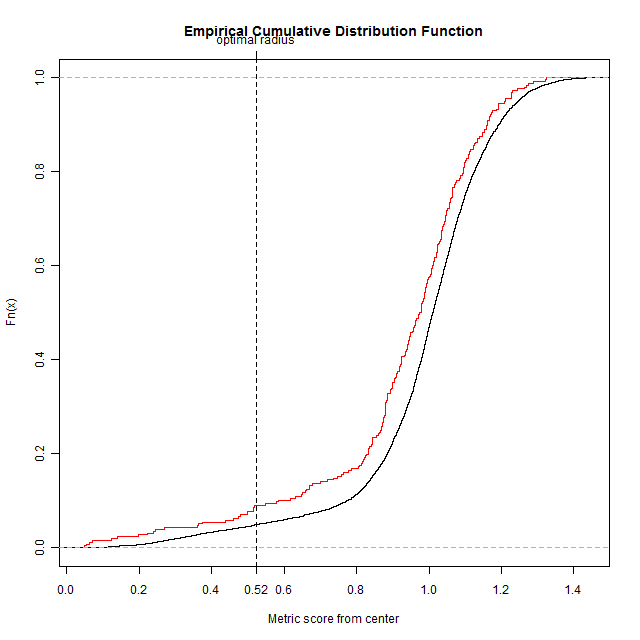 Empirical Cumulative Distribution Function
optimal radius
1.0
0.8
0.6
0.4
0.2
0.0
Fn(x)
0.0 0.2 0.4 0.52 0.6 0.8 1.0 1.2 1.4
Metric score from center